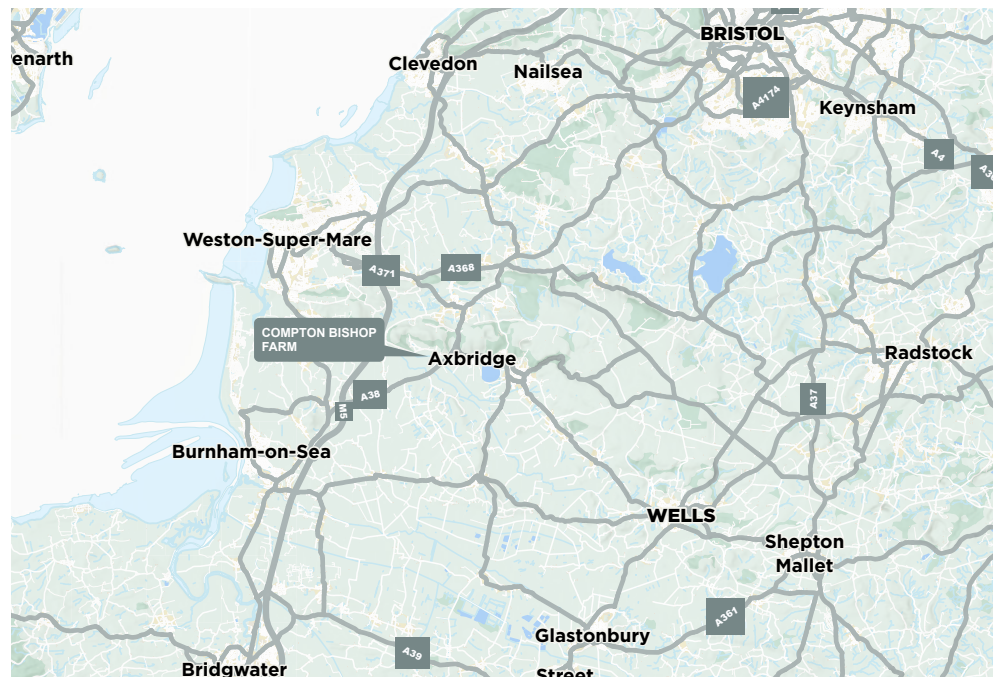 BRISTOL
enarth
Clevedon
Nailsea
A4174
Keynsham
A4
A36
Weston-Super-Mare
A371
A368
COMPTON BISHOP
FARM
Axbridge
Radstock
A38
M5
A37
Burnham-on-Sea
WELLS
Shepton
Mallet
A361
Glastonbury
A39
Bridgwater
Street